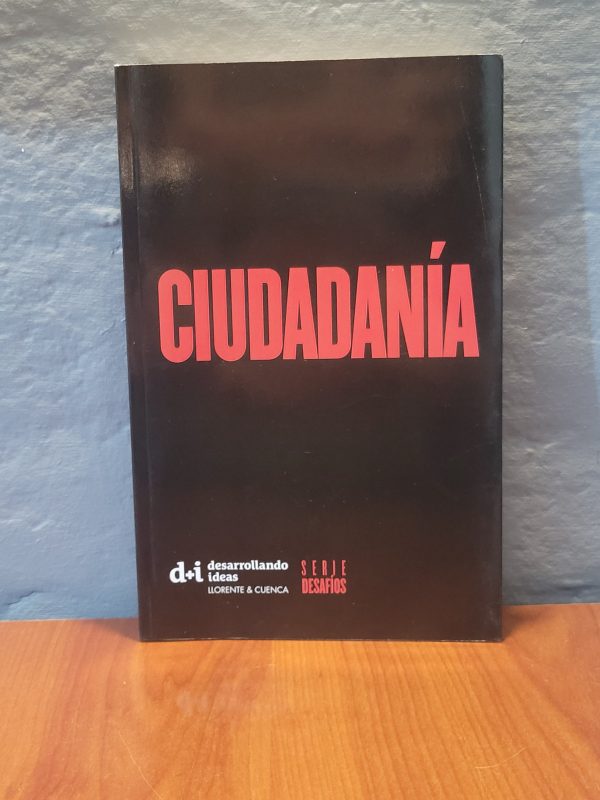 CIUDADANÍA
d+i desarrollando
ideas
LLORENTE & CUENCA
SERIE
DESAFÍOS